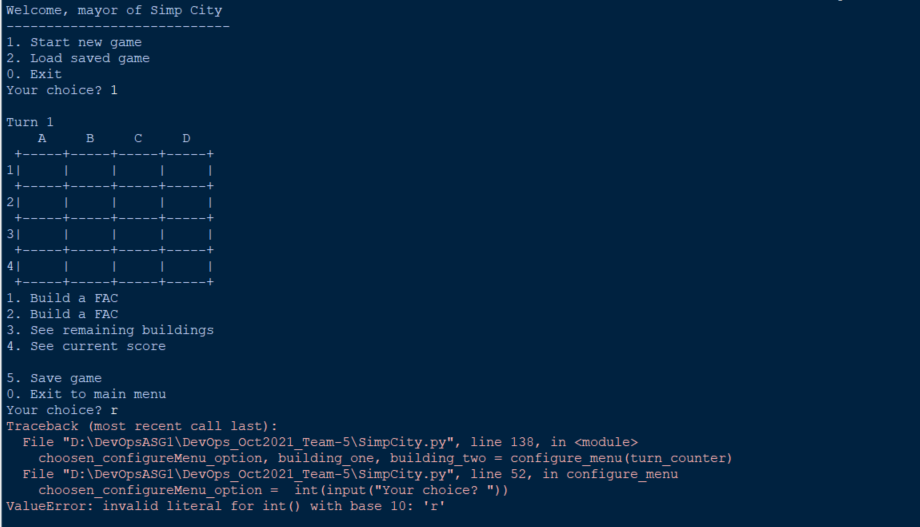 Welcome, mayor of Simp City
----------------------------
1. Start new game
2. Load saved game
0. Exit
Your choice? 1

Turn 1
    A     B     C     D
 +-----+-----+-----+-----+
1|     |     |     |     |
 +-----+-----+-----+-----+
2|     |     |     |     |
 +-----+-----+-----+-----+
3|     |     |     |     |
 +-----+-----+-----+-----+
4|     |     |     |     |
 +-----+-----+-----+-----+
1. Build a FAC
2. Build a FAC
3. See remaining buildings
4. See current score

5. Save game
0. Exit to main menu
Your choice? r
Traceback (most recent call last):
  File "D:\DevOpsASG1\DevOps_Oct2021_Team-5\SimpCity.py", line 138, in <module>
    choosen_configureMenu_option, building_one, building_two = configure_menu(turn_counter)
  File "D:\DevOpsASG1\DevOps_Oct2021_Team-5\SimpCity.py", line 52, in configure_menu
    choosen_configureMenu_option =  int(input("Your choice? "))
ValueError: invalid literal for int() with base 10: 'r'